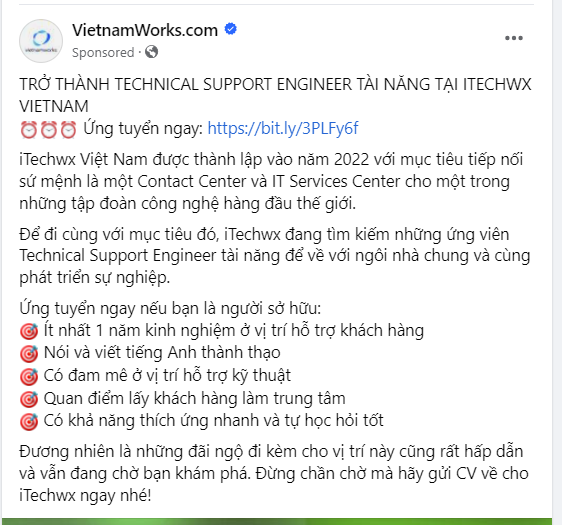 VietnamWorks.com
Sponsored ·
vietnamworks
TRỞ THÀNH TECHNICAL SUPPORT ENGINEER TÀI NĂNG TẠI ITECHWX
VIETNAM
⏰⏰⏰ Ứng tuyển ngay: https://bit.ly/3PLFy6f
iTechwx Việt Nam được thành lập vào năm 2022 với mục tiêu tiếp nối
sứ mệnh là một Contact Center và IT Services Center cho một trong
những tập đoàn công nghệ hàng đầu thế giới.
Để đi cùng với mục tiêu đó, iTechwx đang tìm kiếm những ứng viên
Technical Support Engineer tài năng để về với ngôi nhà chung và cùng
phát triển sự nghiệp.
Ứng tuyển ngay nếu bạn là người sở hữu:
🎯 Ít nhất 1 năm kinh nghiệm ở vị trí hỗ trợ khách hàng
🎯 Nói và viết tiếng Anh thành thạo
🎯 Có đam mê ở vị trí hỗ trợ kỹ thuật
🎯 Quan điểm lấy khách hàng làm trung tâm
🎯 Có khả năng thích ứng nhanh và tự học hỏi tốt
Đương nhiên là những đãi ngộ đi kèm cho vị trí này cũng rất hấp dẫn
và vẫn đang chờ bạn khám phá. Đừng chần chờ mà hãy gửi CV về cho
iTechwx ngay nhé!